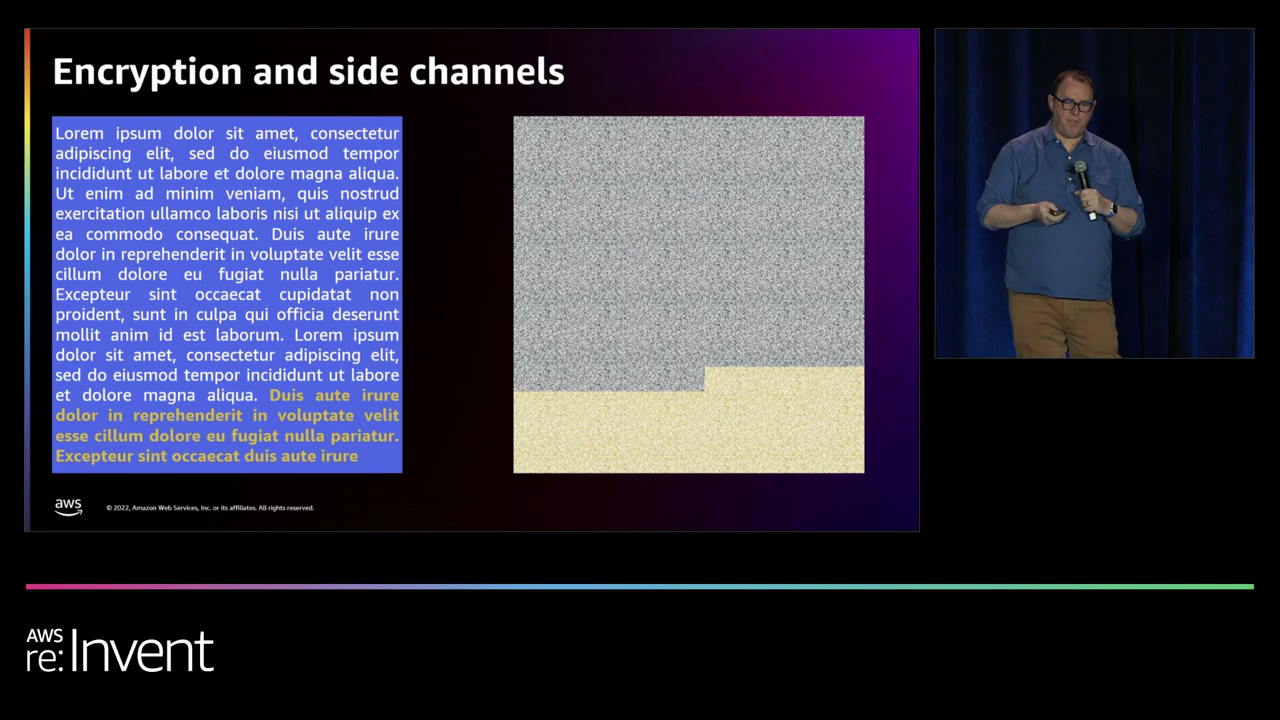 Encryption and side channels
Lorem ipsum dolor sit amet, consectetur
adipiscing elit, sed do eiusmod tempor
incididunt ut labore et dolore magna aliqua.
Ut enim ad minim veniam, quis nostrud
exercitation ullamco laboris nisi ut aliquip ex
ea commodo consequat. Duis aute irure
dolor in reprehenderit in voluptate velit esse
cillum dolore eu fugiat nulla pariatur.
Excepteur sint occaecat cupidatat non
proident, sunt in culpa qui officia deserunt
mollit anim id est laborum. Lorem ipsum
dolor sit amet, consectetur adipiscing elit,
sed do eiusmod tempor incididunt ut labore
et dolore magna aliqua. Duis aute irure
dolor in reprehenderit in voluptate velit
esse cillum dolore eu fugiat nulla pariatur.
Excepteur sint occaecat duis aute irure
aws
© 2022, Amazon Web Services, Inc. or its affiliates. All rights reserved.
AWS
re:Invent